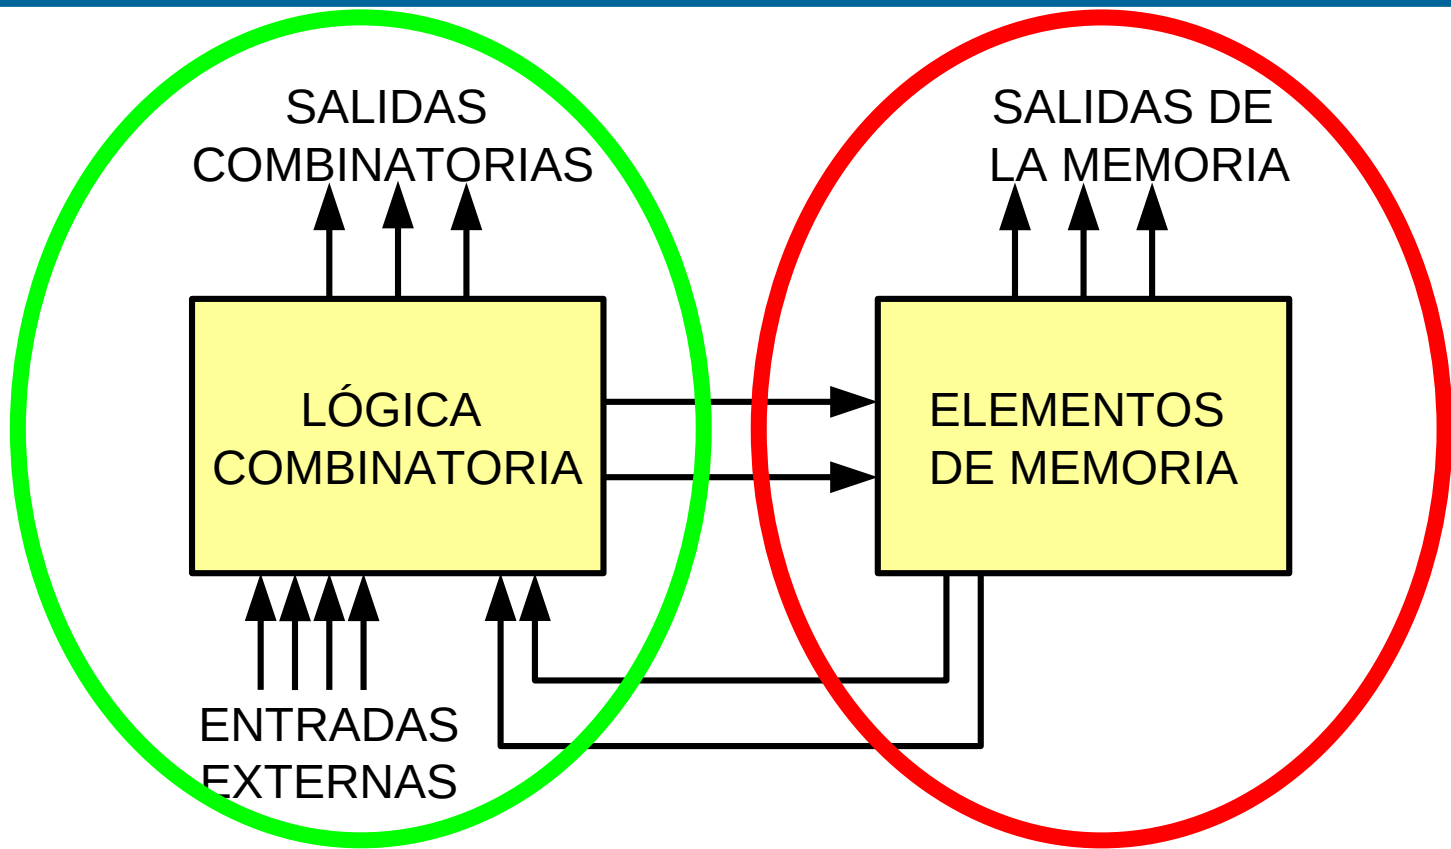 SALIDAS
COMBINATORIAS
SALIDAS DE
LA MEMORIA
LÓGICA
COMBINATORIA
ELEMENTOS
DE MEMORIA
ENTRADAS
EXTERNAS